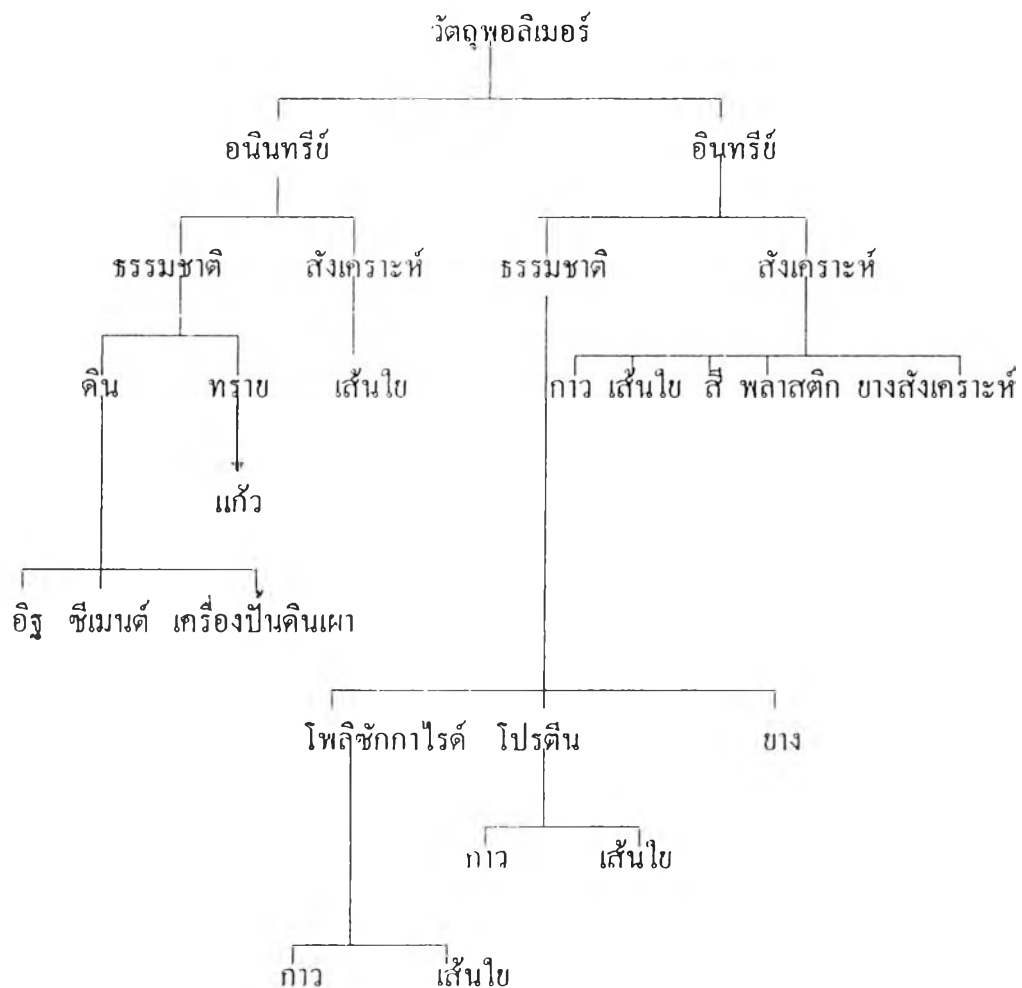 วัตถุพอลิเมอร์
อนินทรีย์ อินทรีย์
ธรรมชาติ สังเคราะห์ ธรรมชาติ สังเคราะห์
ดิน ทราย เส้นใย กาว เส้นใย สี พลาสติก ยางสังเคราะห์
แก้ว
อิฐ ซีเมนต์ เครื่องปั้นดินเผา
โพลิซักกาไรด์ โปรตีน ยาง
กาว เส้นใย
กาว เส้นใย